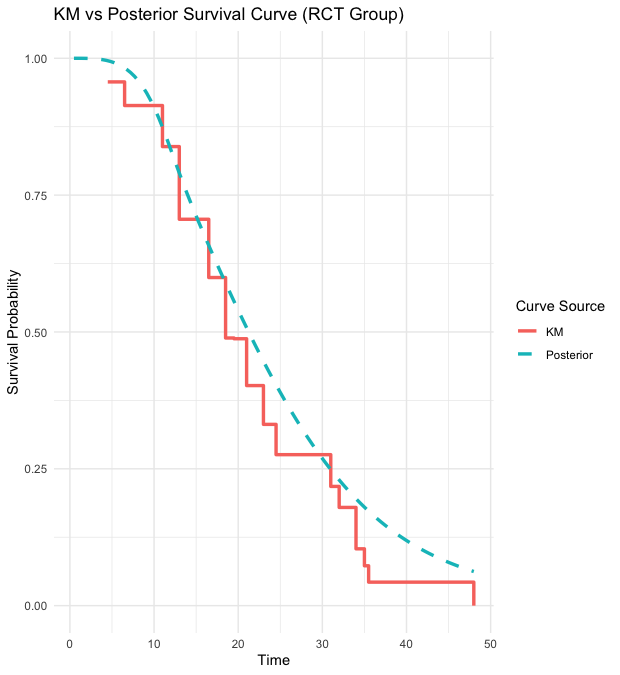 KM vs Posterior Survival Curve (RCT Group)
1.00
0.75
0.50
0.25
0.00
Survival Probability
0
10
20
30
40
50
Time
Curve Source
KM
Posterior